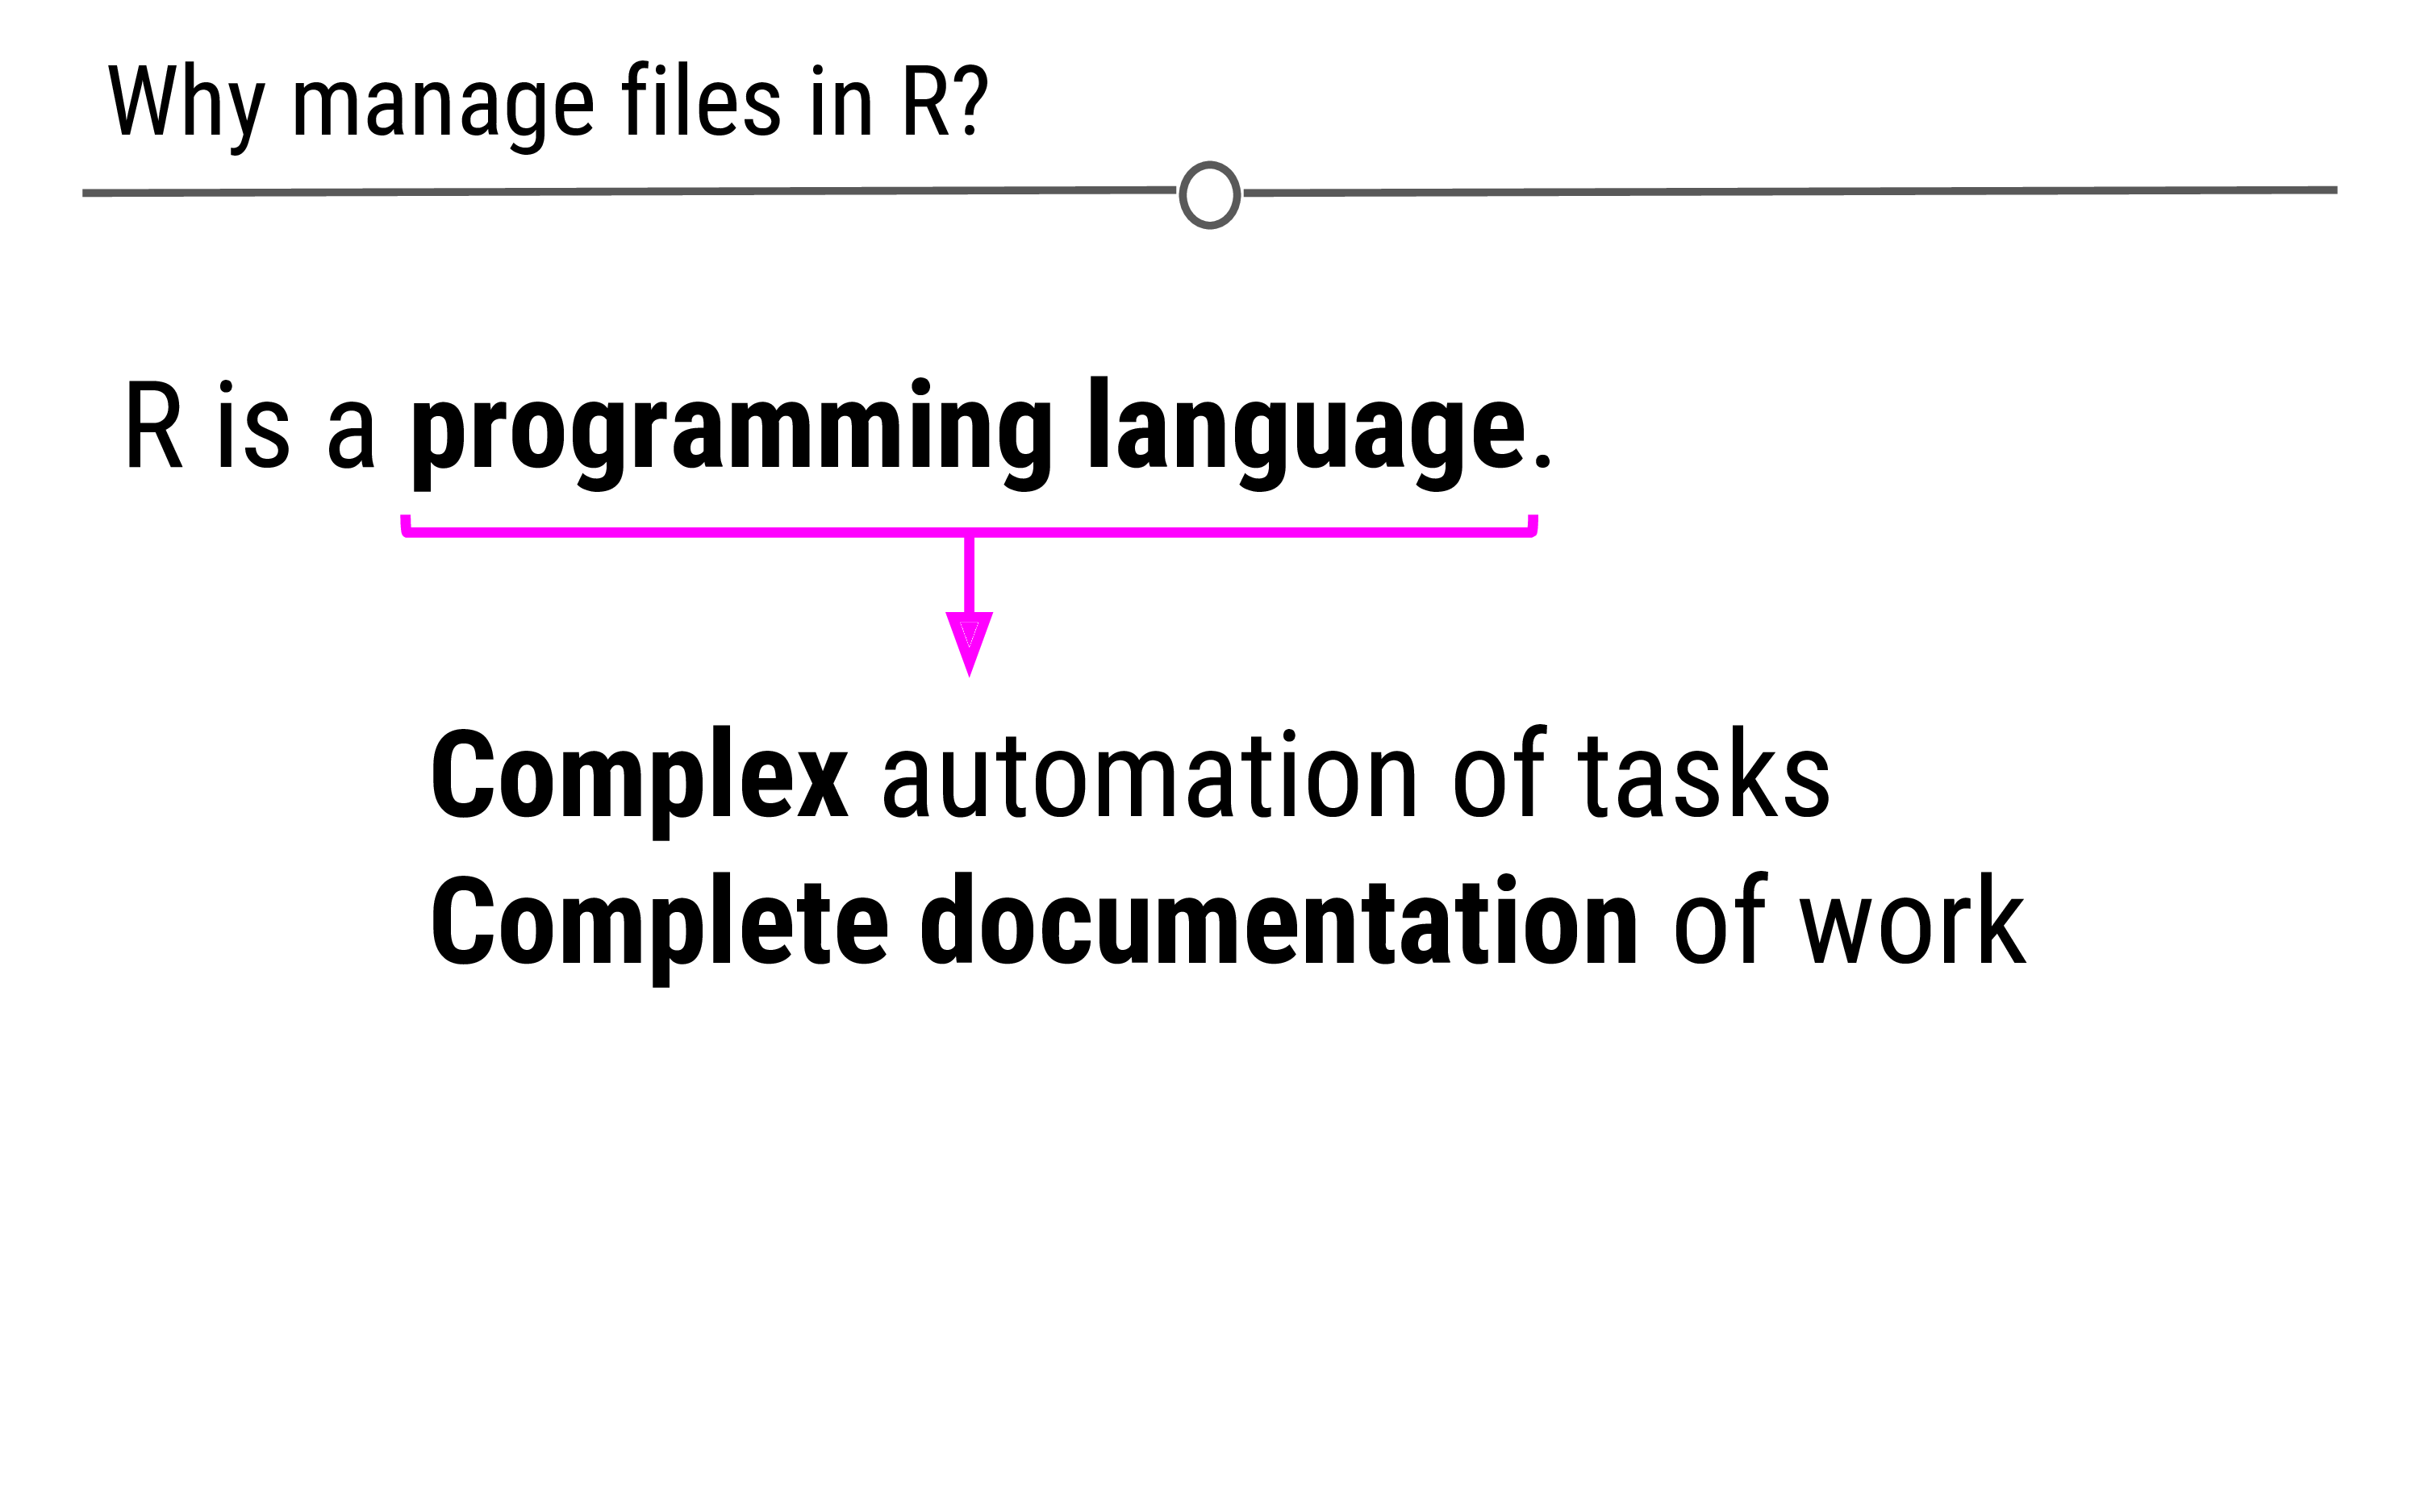 Why manage files in R?
R is a programming language.
Complex automation of tasks
Complete documentation of work